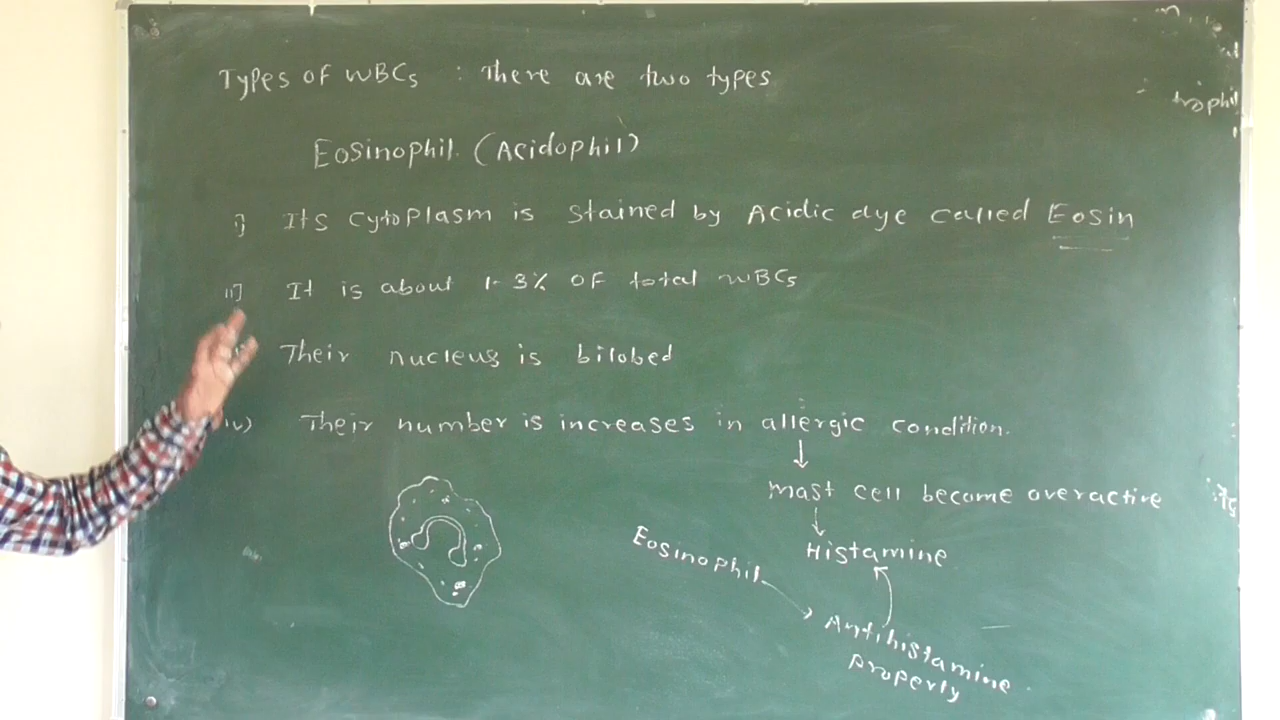 Types of WBCs : There are two types
trophil
Eosinophil. (Acidophil)
i] Its cytoplasm is stained by Acidic dye called Eosin
ii] It is about 1-3% of total WBCs
Their nucleus is bilobed
iv) Their number is increases in allergic condition.
mast cell become overactive
Histamine
Eosinophil
Antihistamine
property